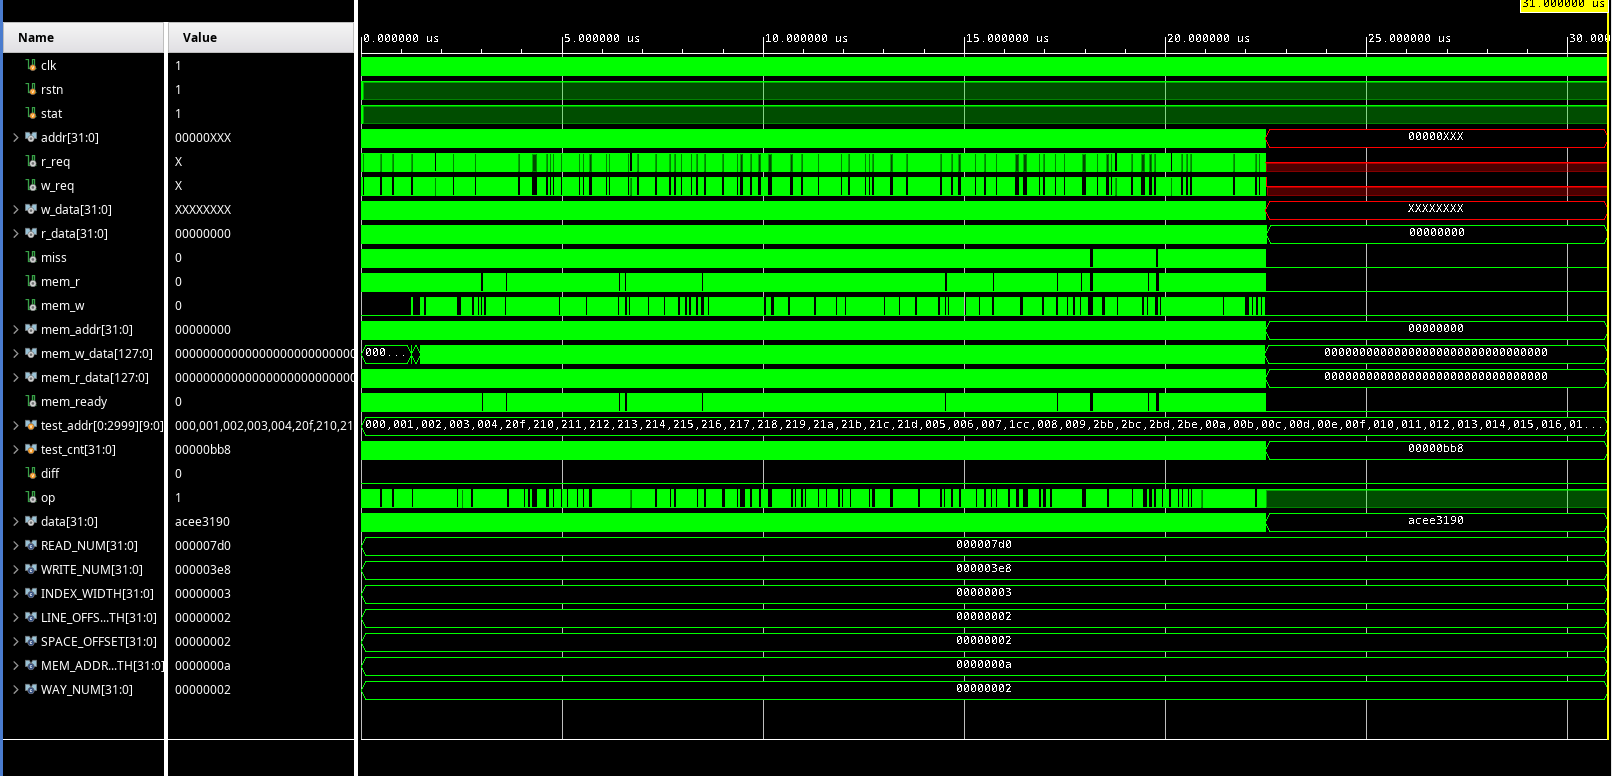 31.000000 us
Name Value
0.000000 us 5.000000 us 10.000000 us 15.000000 us 20.000000 us 25.000000 us 30.000
clk 1
rstn 1
stat 1
addr[31:0] 00000XXX 00000XXX
r_req X
w_req X
w_data[31:0] XXXXXXXX XXXXXXXX
r_data[31:0] 00000000 00000000
miss 0
mem_r 0
mem_w 0
mem_addr[31:0] 00000000 00000000
mem_w_data[127:0] 00000000000000000000000000 000... 00000000000000000000000000000000
mem_r_data[127:0] 00000000000000000000000000 00000000000000000000000000000000
mem_ready 0
test_addr[0:2999][9:0] 000,001,002,003,004,20f,210,21 000,001,002,003,004,20f,210,211,212,213,214,215,216,217,218,219,21a,21b,21c,21d,005,006,007,1cc,008,009,2bb,2bc,2bd,2be,00a,00b,00c,00d,00e,00f,010,011,012,013,014,015,016,01...
test_cnt[31:0] 00000bb8 00000bb8
diff 0
op 1
data[31:0] acee3190 acee3190
READ_NUM[31:0] 000007d0 000007d0
WRITE_NUM[31:0] 000003e8 000003e8
INDEX_WIDTH[31:0] 00000003 00000003
LINE_OFFS...TH[31:0] 00000002 00000002
SPACE_OFFSET[31:0] 00000002 00000002
MEM_ADDR...TH[31:0] 0000000a 0000000a
WAY_NUM[31:0] 00000002 00000002